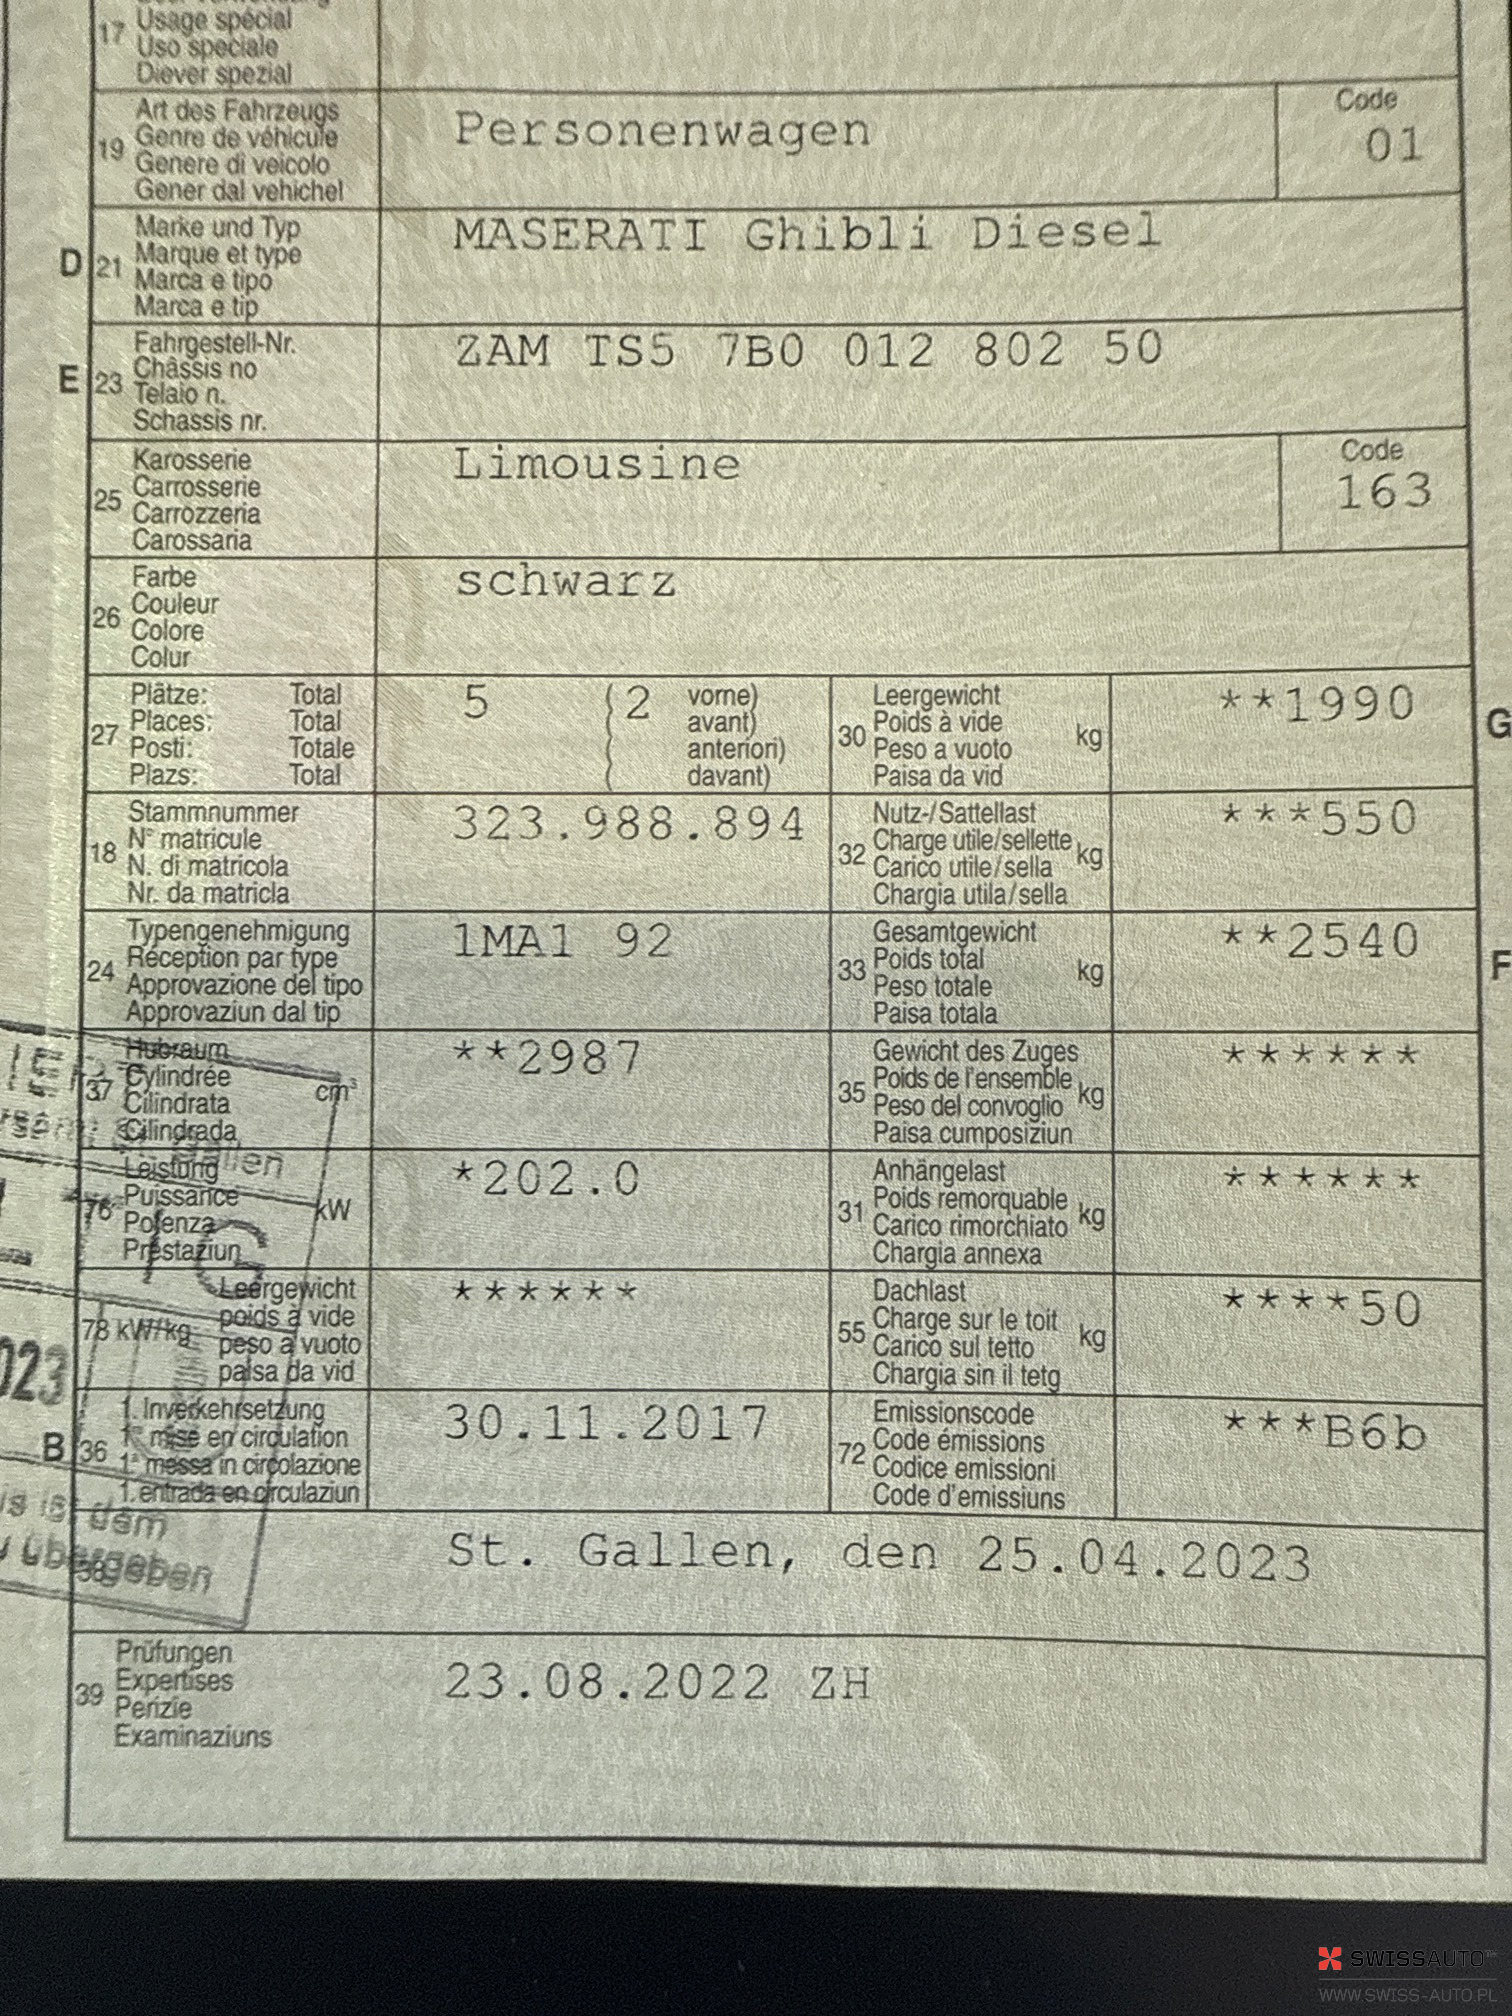 17
Usage spécial
Uso speciale
Diever spezial
19
Art des Fahrzeugs
Genre de véhicule
Genere di veicolo
Gener dal vehichel
Personenwagen
Code
01
D
21
Marke und Typ
Marque et type
Marca e tipo
Marca e tip
MASERATI Ghibli Diesel
E
23
Fahrgestell-Nr.
Châssis no
Telaio n.
Schassis nr.
ZAM TS5 7B0 012 802 50
25
Karosserie
Carrosserie
Carrozzeria
Carossaria
Limousine
Code
163
26
Farbe
Couleur
Colore
Colur
schwarz
27
Plätze: Total
Places: Total
Posti: Totale
Plazs: Total
5 (2 vorne)
( avant)
( anteriori)
( davant)
30
Leergewicht
Poids à vide
Peso a vuoto
Paisa da vid
kg
**1990
G
18
Stammnummer
N° matricule
N. di matricola
Nr. da matricla
323.988.894
32
Nutz-/Sattellast
Charge utile/sellette
Carico utile/sella
Chargia utila/sella
kg
***550
24
Typengenehmigung
Réception par type
Approvazione del tipo
Approvaziun dal tip
1MA1 92
33
Gesamtgewicht
Poids total
Peso totale
Paisa totala
kg
**2540
F
37
Hubraum
Cylindrée
Cilindrata
Cilindrada
cm³
**2987
35
Gewicht des Zuges
Poids de l'ensemble
Peso del convoglio
Paisa cumposiziun
kg
******
76
Leistung
Puissance
Potenza
Prestaziun
kW
*202.0
31
Anhängelast
Poids remorquable
Carico rimorchiato
Chargia annexa
kg
******
78 kW/kg
Leergewicht
poids à vide
peso a vuoto
paisa da vid
******
55
Dachlast
Charge sur le toit
Carico sul tetto
Chargia sin il tetg
kg
****50
B
36
1. Inverkehrsetzung
1re mise en circulation
1a messa in circolazione
1. entrada en circulaziun
30.11.2017
72
Emissionscode
Code émissions
Codice emissioni
Code d'emissiuns
***B6b
38
St. Gallen, den 25.04.2023
39
Prüfungen
Expertises
Perizie
Examinaziuns
23.08.2022 ZH
Gallen
023
ist dem
übergeben
SWISSAUTO
WWW.SWISS-AUTO.PL